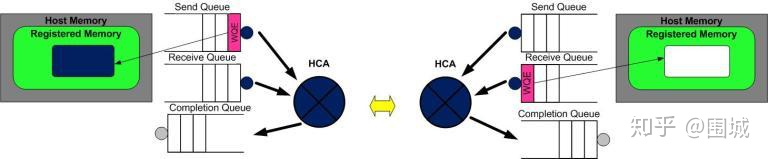 Host Memory
Registered Memory
Send Queue
WQE
Receive Queue
Completion Queue
HCA
HCA
Send Queue
Receive Queue
WQE
Completion Queue
Host Memory
Registered Memory
知乎 @围城